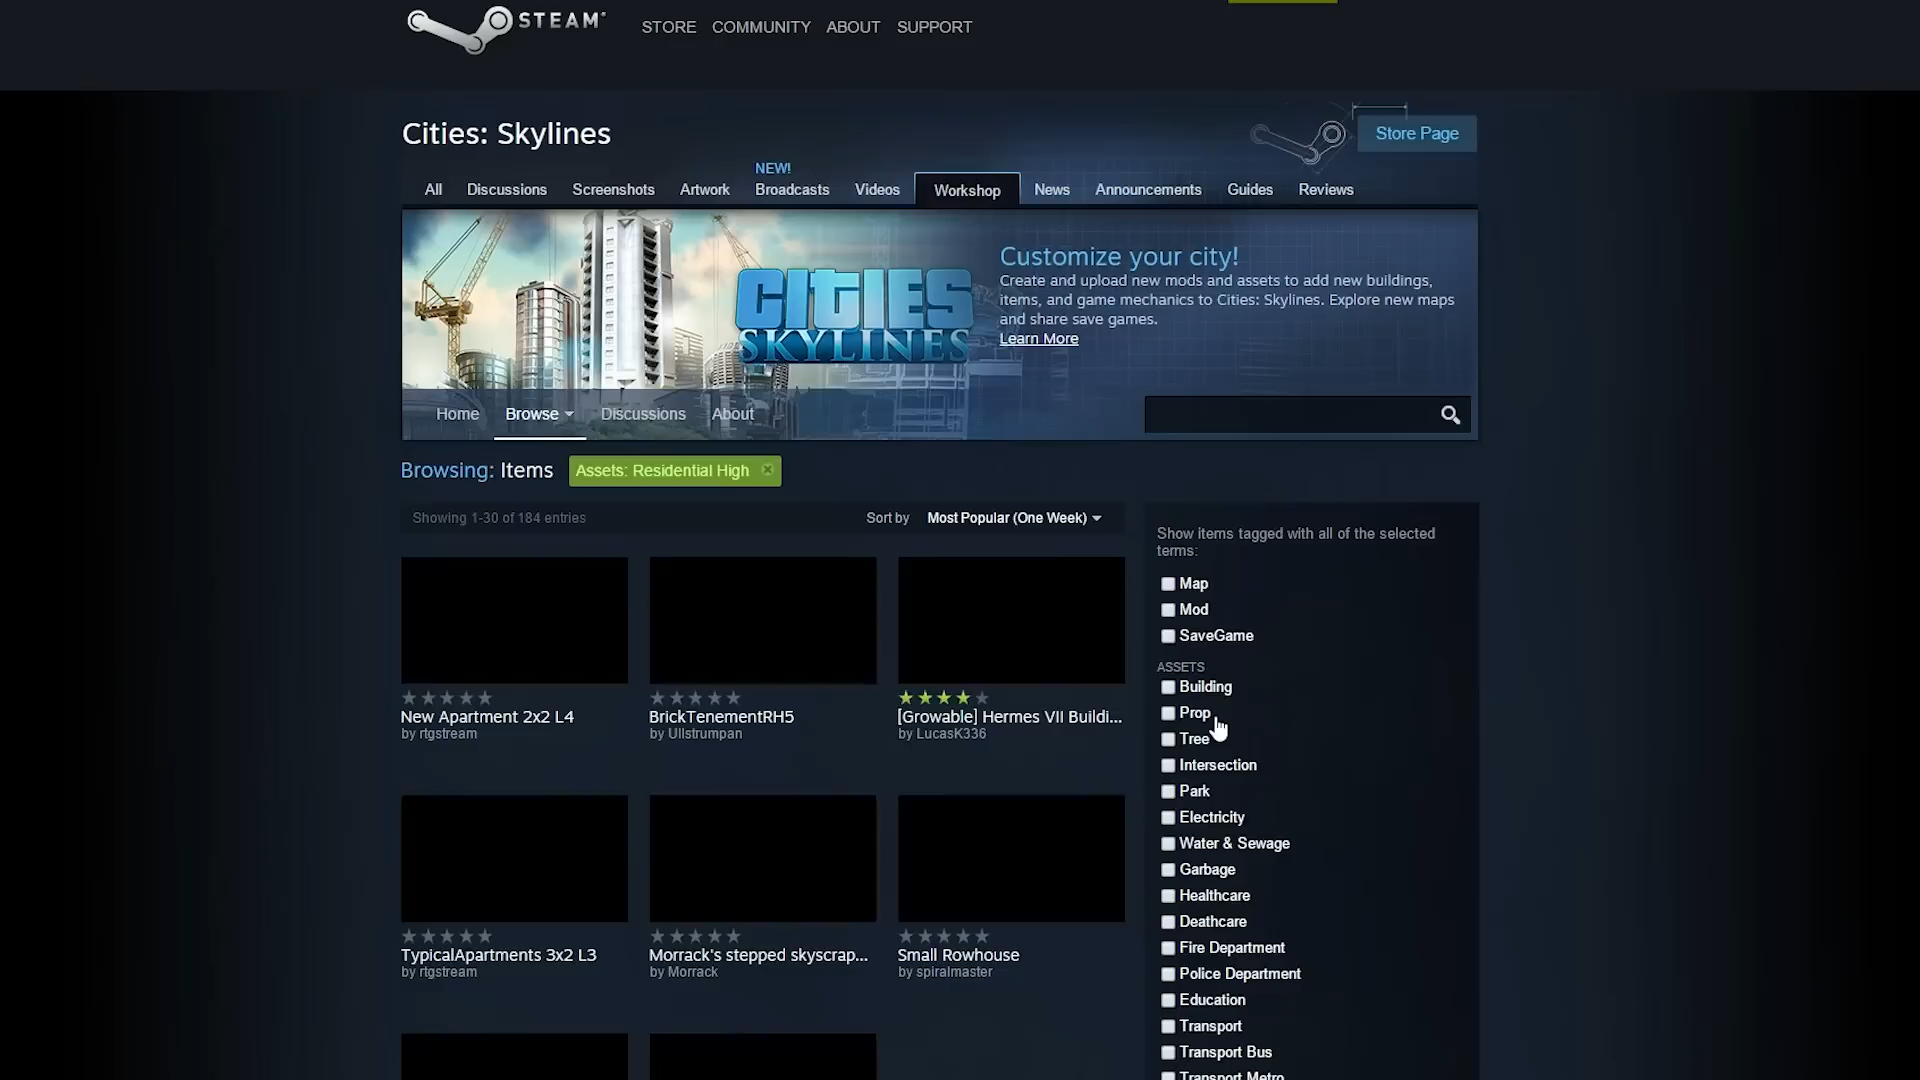 STEAM
STORE COMMUNITY ABOUT SUPPORT
Cities: Skylines
Store Page
NEW!
All Discussions Screenshots Artwork Broadcasts Videos Workshop News Announcements Guides Reviews
CITIES
SKYLINES
Customize your city!
Create and upload new mods and assets to add new buildings,
items, and game mechanics to Cities: Skylines. Explore new maps
and share save games.
Learn More
Home Browse Discussions About
Browsing: Items Assets: Residential High
Showing 1-30 of 184 entries
Sort by Most Popular (One Week)
New Apartment 2x2 L4
by rtgstream
BrickTenementRH5
by Ullstrumpan
[Growable] Hermes VII Buildi...
by LucasK336
TypicalApartments 3x2 L3
by rtgstream
Morrack's stepped skyscrap...
by Morrack
Small Rowhouse
by spiralmaster
Show items tagged with all of the selected
terms:
Map
Mod
SaveGame
ASSETS
Building
Prop
Tree
Intersection
Park
Electricity
Water & Sewage
Garbage
Healthcare
Deathcare
Fire Department
Police Department
Education
Transport
Transport Bus
Transport Metro